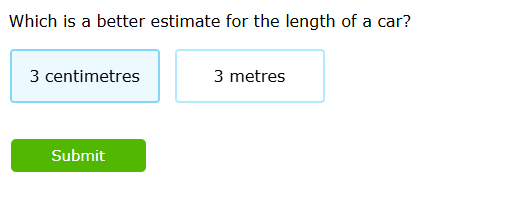 Which is a better estimate for the length of a car?
3 centimetres 3 metres
Submit